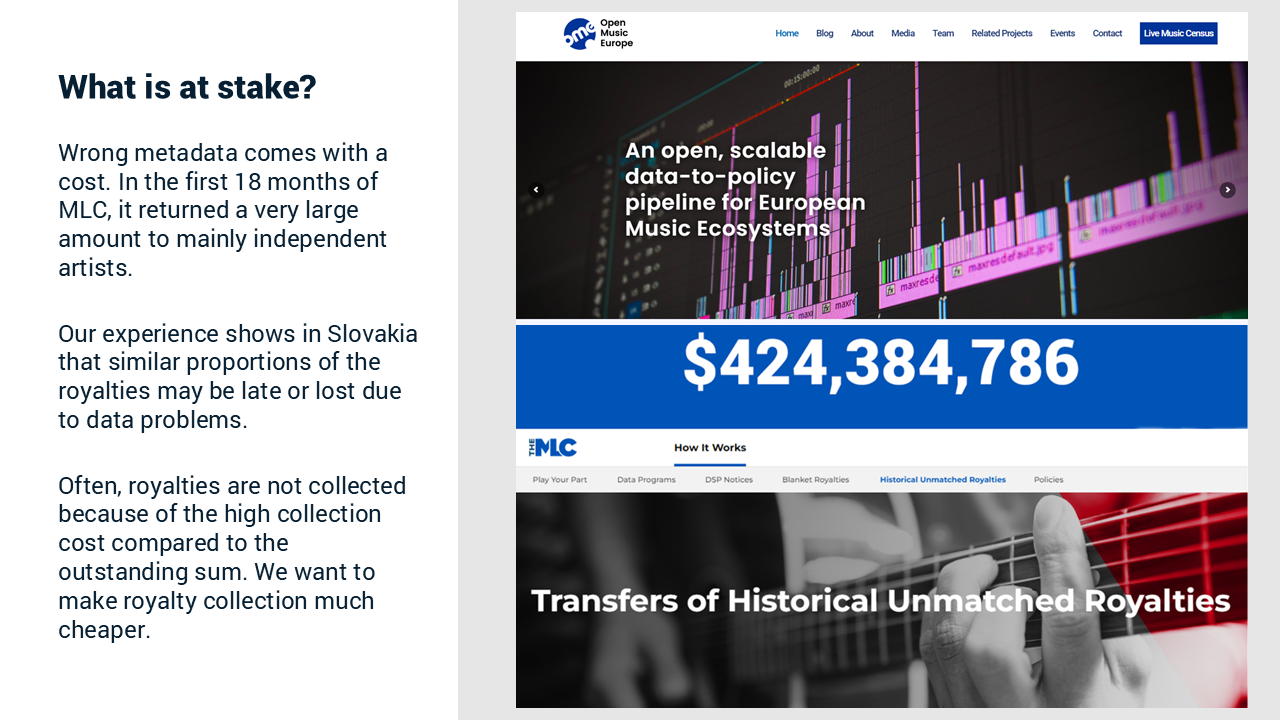 What is at stake?
Wrong metadata comes with a
cost. In the first 18 months of
MLC, it returned a very large
amount to mainly independent
artists.
Our experience shows in Slovakia
that similar proportions of the
royalties may be late or lost due
to data problems.
Often, royalties are not collected
because of the high collection
cost compared to the
outstanding sum. We want to
make royalty collection much
cheaper.
ome Open
Music
Europe
Home Blog About Media Team Related Projects Events Contact Live Music Census
00:15:00:00
An open, scalable
data-to-policy
pipeline for European
Music Ecosystems
maxresdefault.jpg
maxresdefault.jpg
$424,384,786
THE MLC How It Works
Play Your Part Data Programs DSP Notices Blanket Royalties Historical Unmatched Royalties Policies
Transfers of Historical Unmatched Royalties